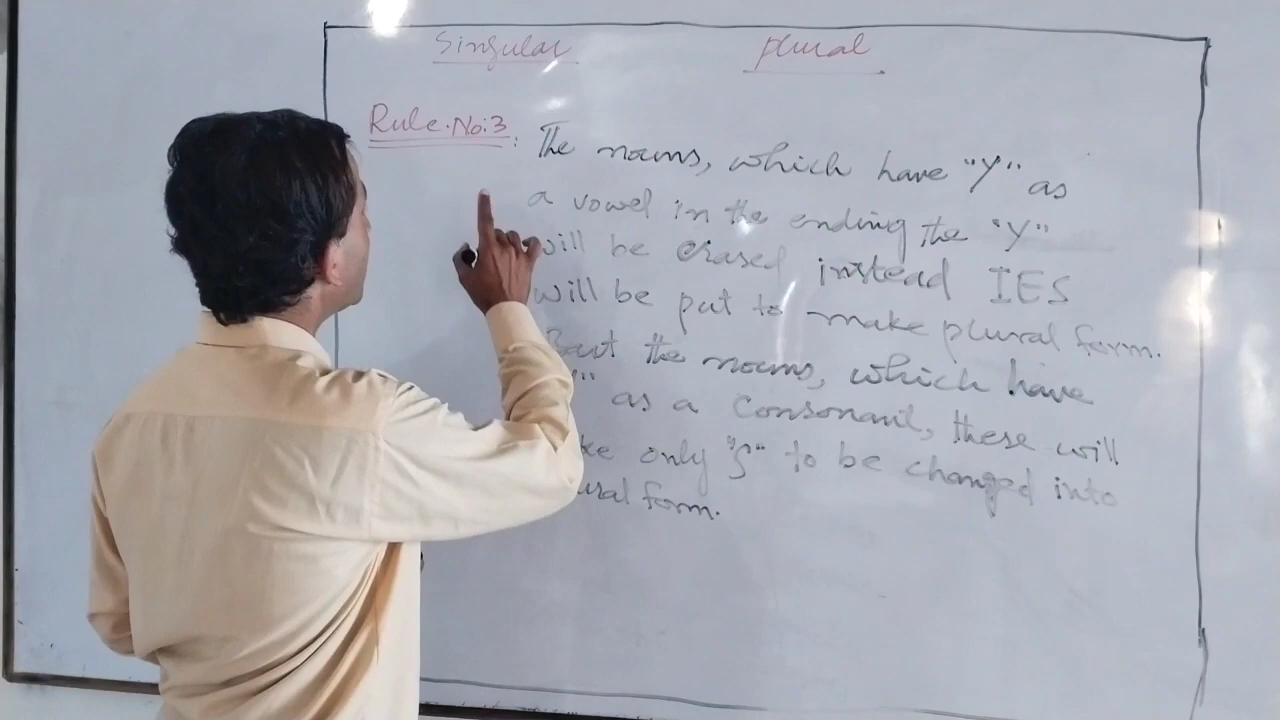 Singular plural
Rule.No:3: The nouns, which have "Y" as
a vowel in the ending the "Y"
will be erased instead IES
will be put to make plural form.
But the nouns, which have
as a consonant, these will
only "S" to be changed into
form.